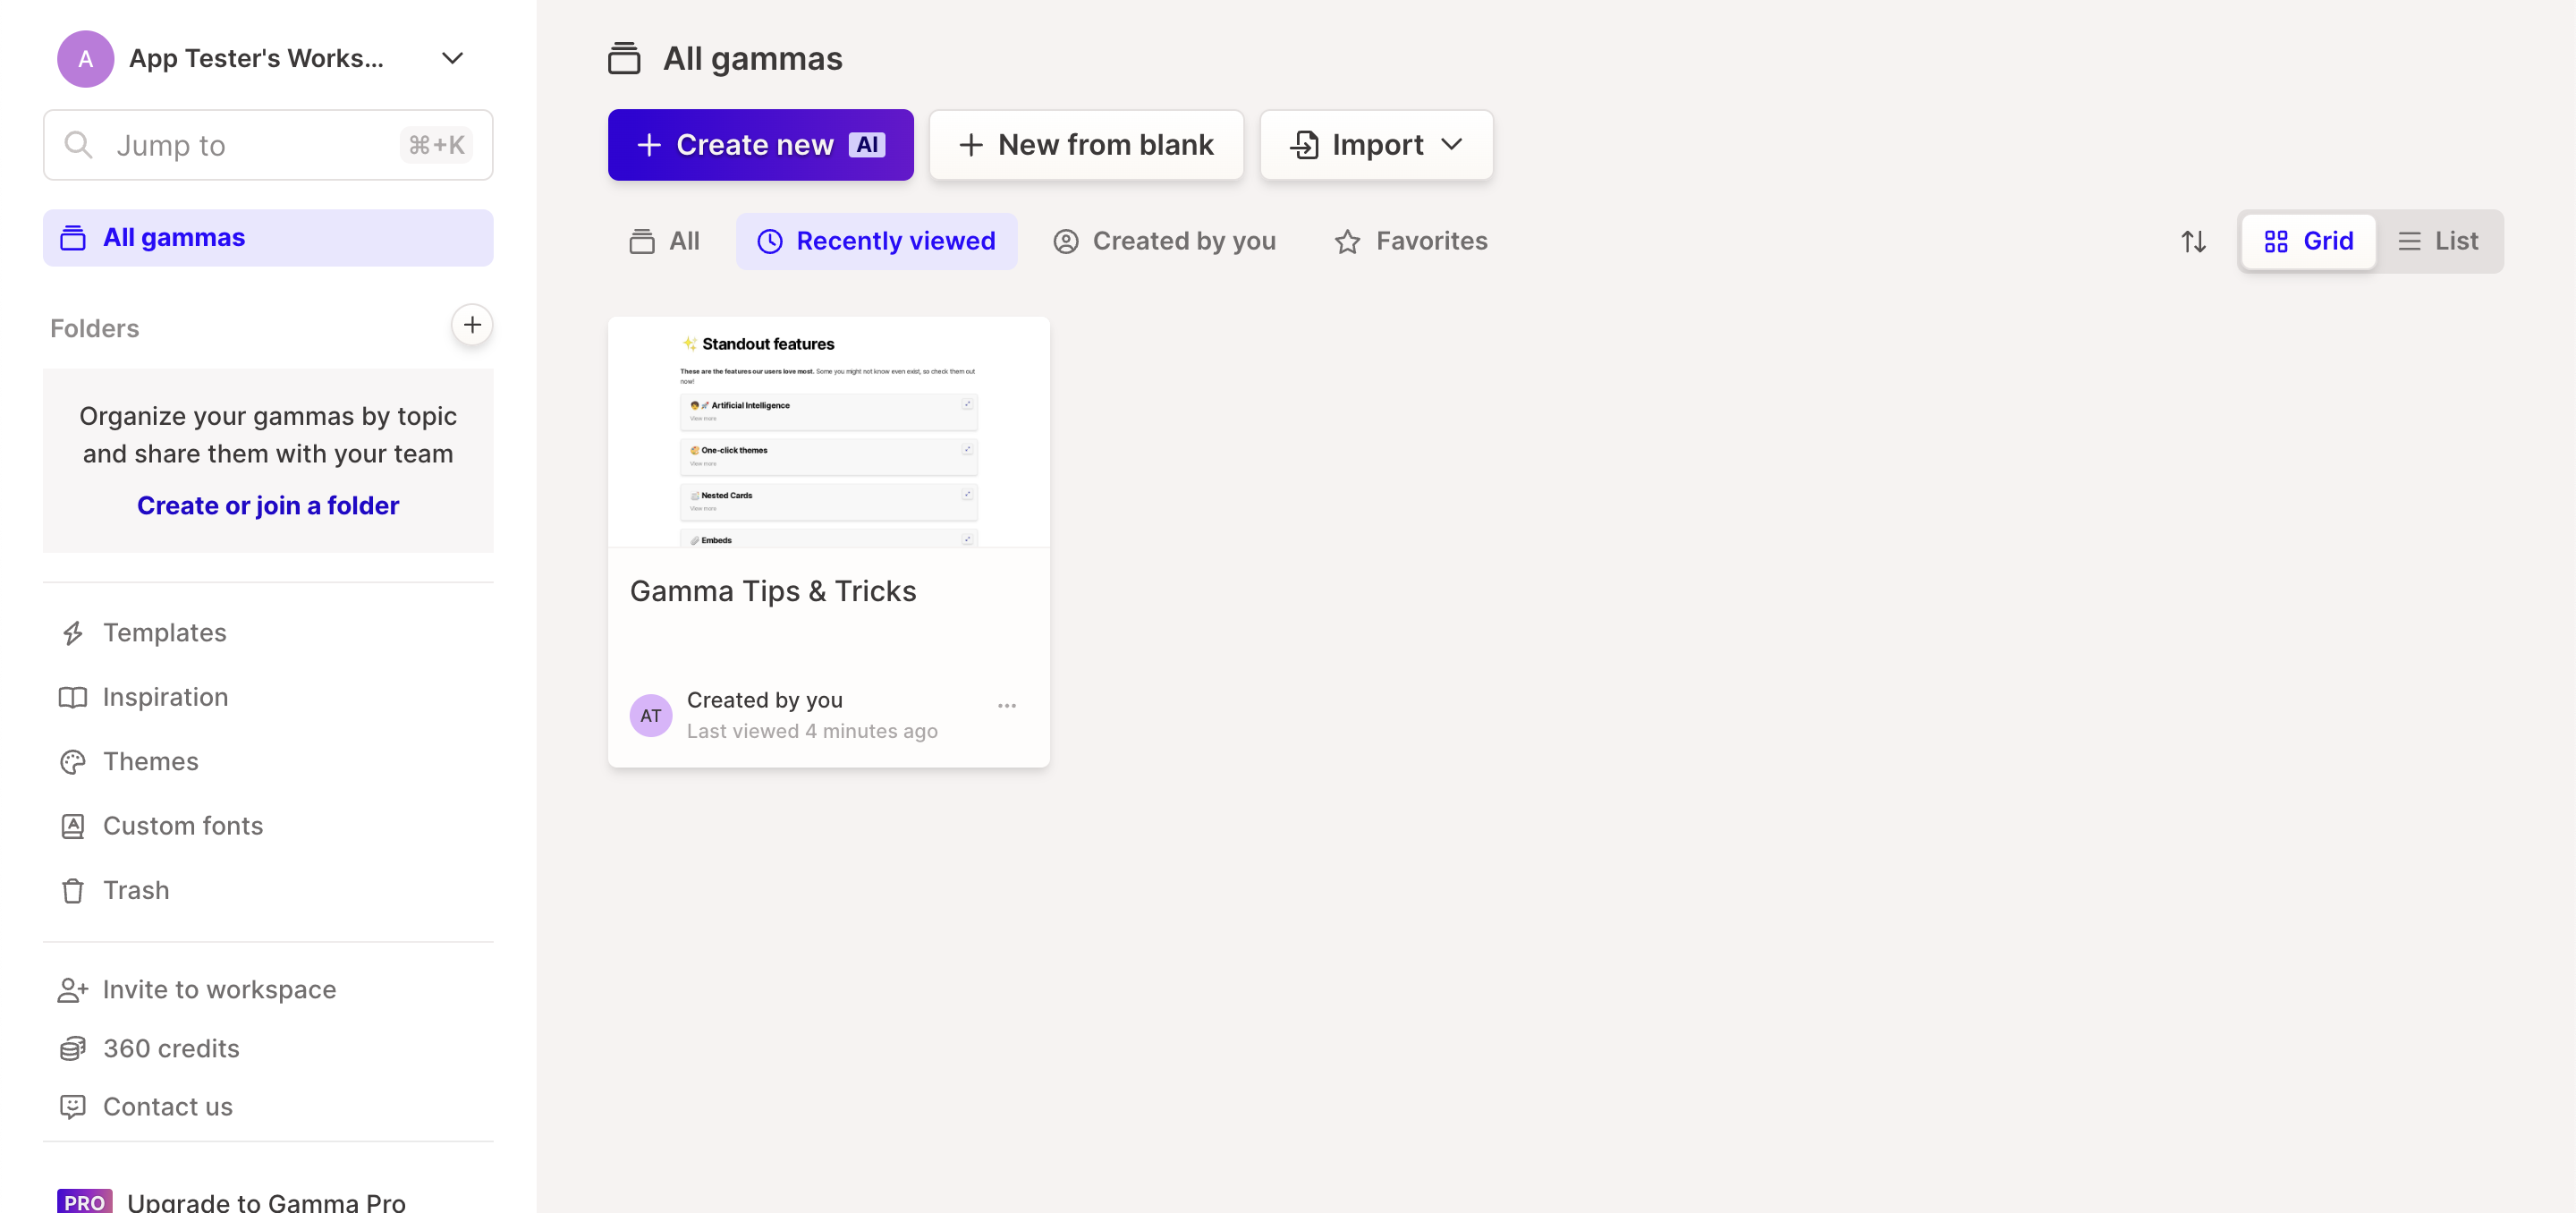 A
App Tester's Works...
Jump to
⌘+K
All gammas
Folders
Organize your gammas by topic
and share them with your team
Create or join a folder
Templates
Inspiration
Themes
Custom fonts
Trash
Invite to workspace
360 credits
Contact us
PRO
Upgrade to Gamma Pro
All gammas
Create new AI
New from blank
Import
All
Recently viewed
Created by you
Favorites
Grid
List
✨ Standout features
These are the features our users love most. Some you might not know even exist, so check them out
now!
Artificial Intelligence
View more
One-click themes
View more
Nested Cards
View more
Embeds
Gamma Tips & Tricks
AT
Created by you
Last viewed 4 minutes ago